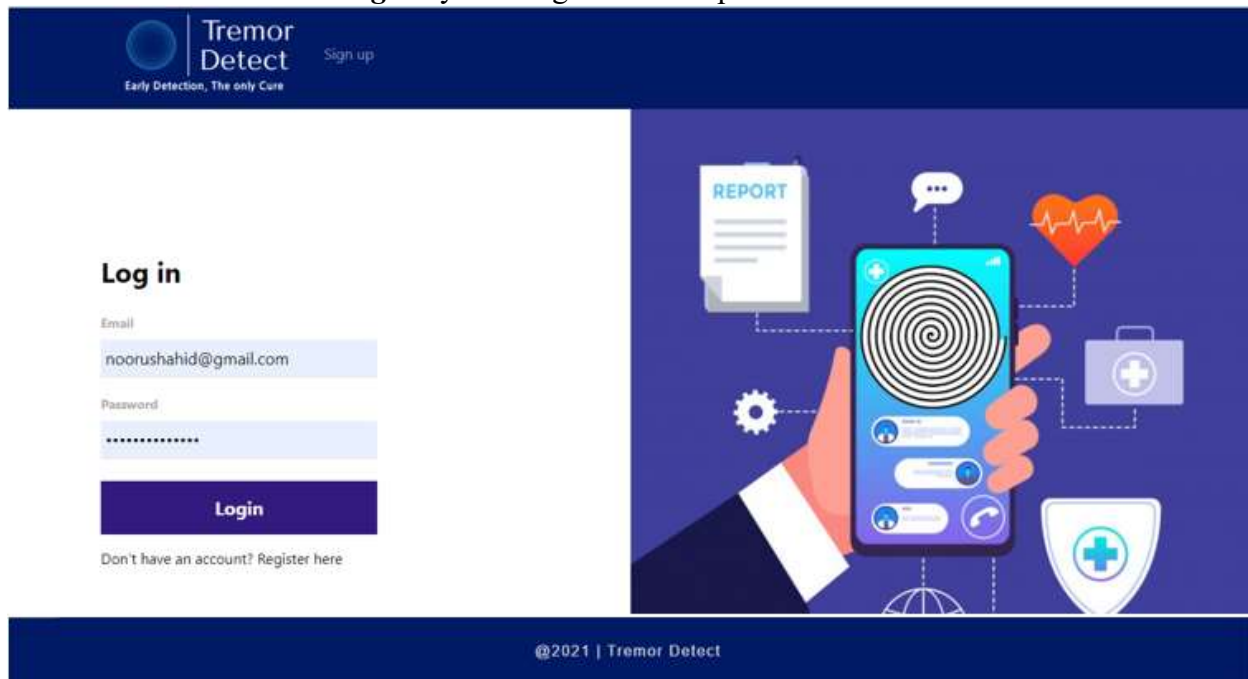 Tremor
Detect
Early Detection, The only Cure
Sign up
Log in
Email
noorushahid@gmail.com
Password
••••••••••••••
Login
Don't have an account? Register here
REPORT
@2021 | Tremor Detect